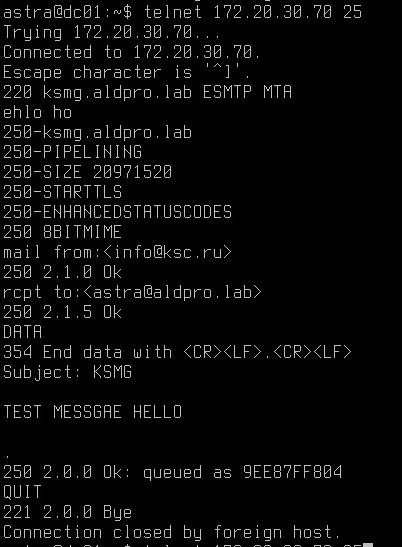 astra@dc01:~$ telnet 172.20.30.70 25
Trying 172.20.30.70...
Connected to 172.20.30.70.
Escape character is '^]'.
220 ksmg.aldpro.lab ESMTP MTA
ehlo ho
250-ksmg.aldpro.lab
250-PIPELINING
250-SIZE 20971520
250-STARTTLS
250-ENHANCEDSTATUSCODES
250 8BITMIME
mail from:<info@ksc.ru>
250 2.1.0 Ok
rcpt to:<astra@aldpro.lab>
250 2.1.5 Ok
DATA
354 End data with <CR><LF>.<CR><LF>
Subject: KSMG
TEST MESSGAE HELLO
.
250 2.0.0 Ok: queued as 9EE87FF804
QUIT
221 2.0.0 Bye
Connection closed by foreign host.